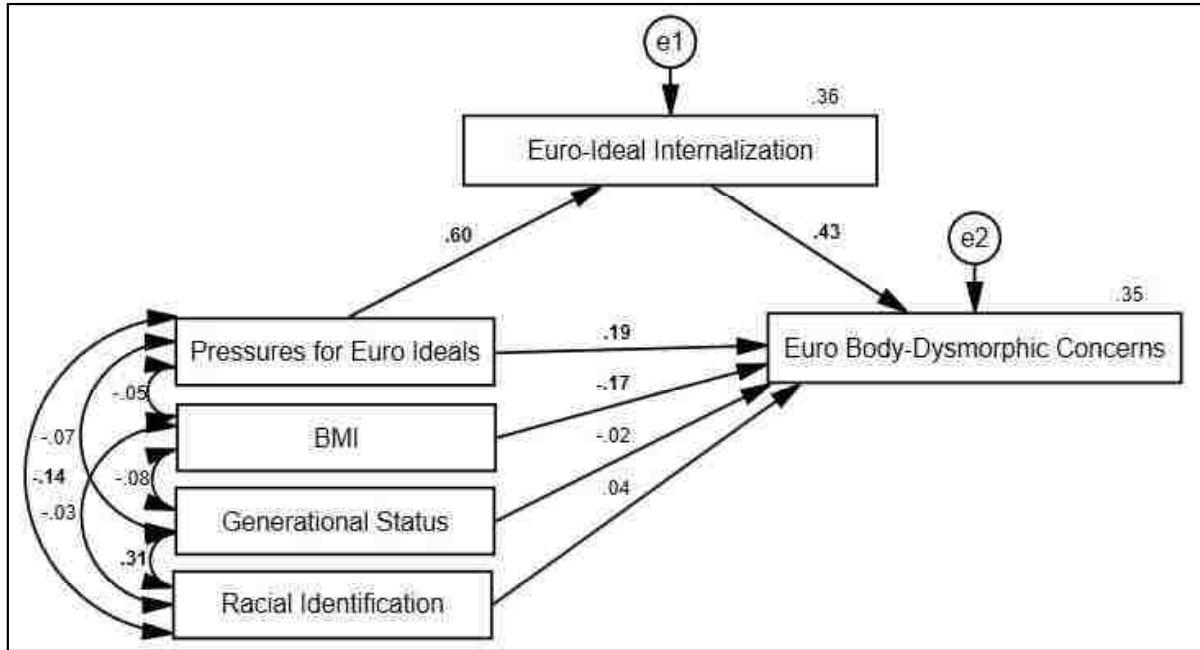 e1
.36
Euro-Ideal Internalization
.60
.43
e2
.35
Pressures for Euro Ideals
.19
Euro Body-Dysmorphic Concerns
-.05
-.17
-.07
BMI
-.02
-.14
-.08
.04
-.03
Generational Status
.31
Racial Identification